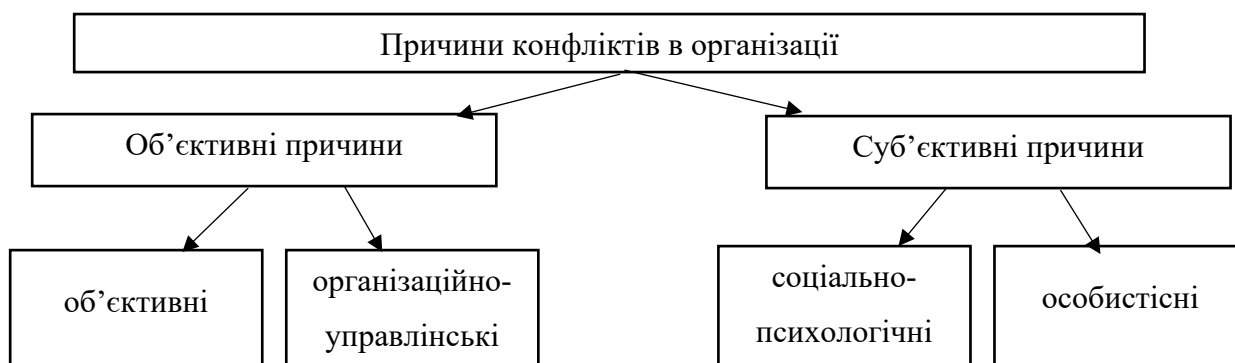 Причини конфліктів в організації
Об’єктивні причини
Суб’єктивні причини
об’єктивні
організаційно-
управлінські
соціально-
психологічні
особистісні